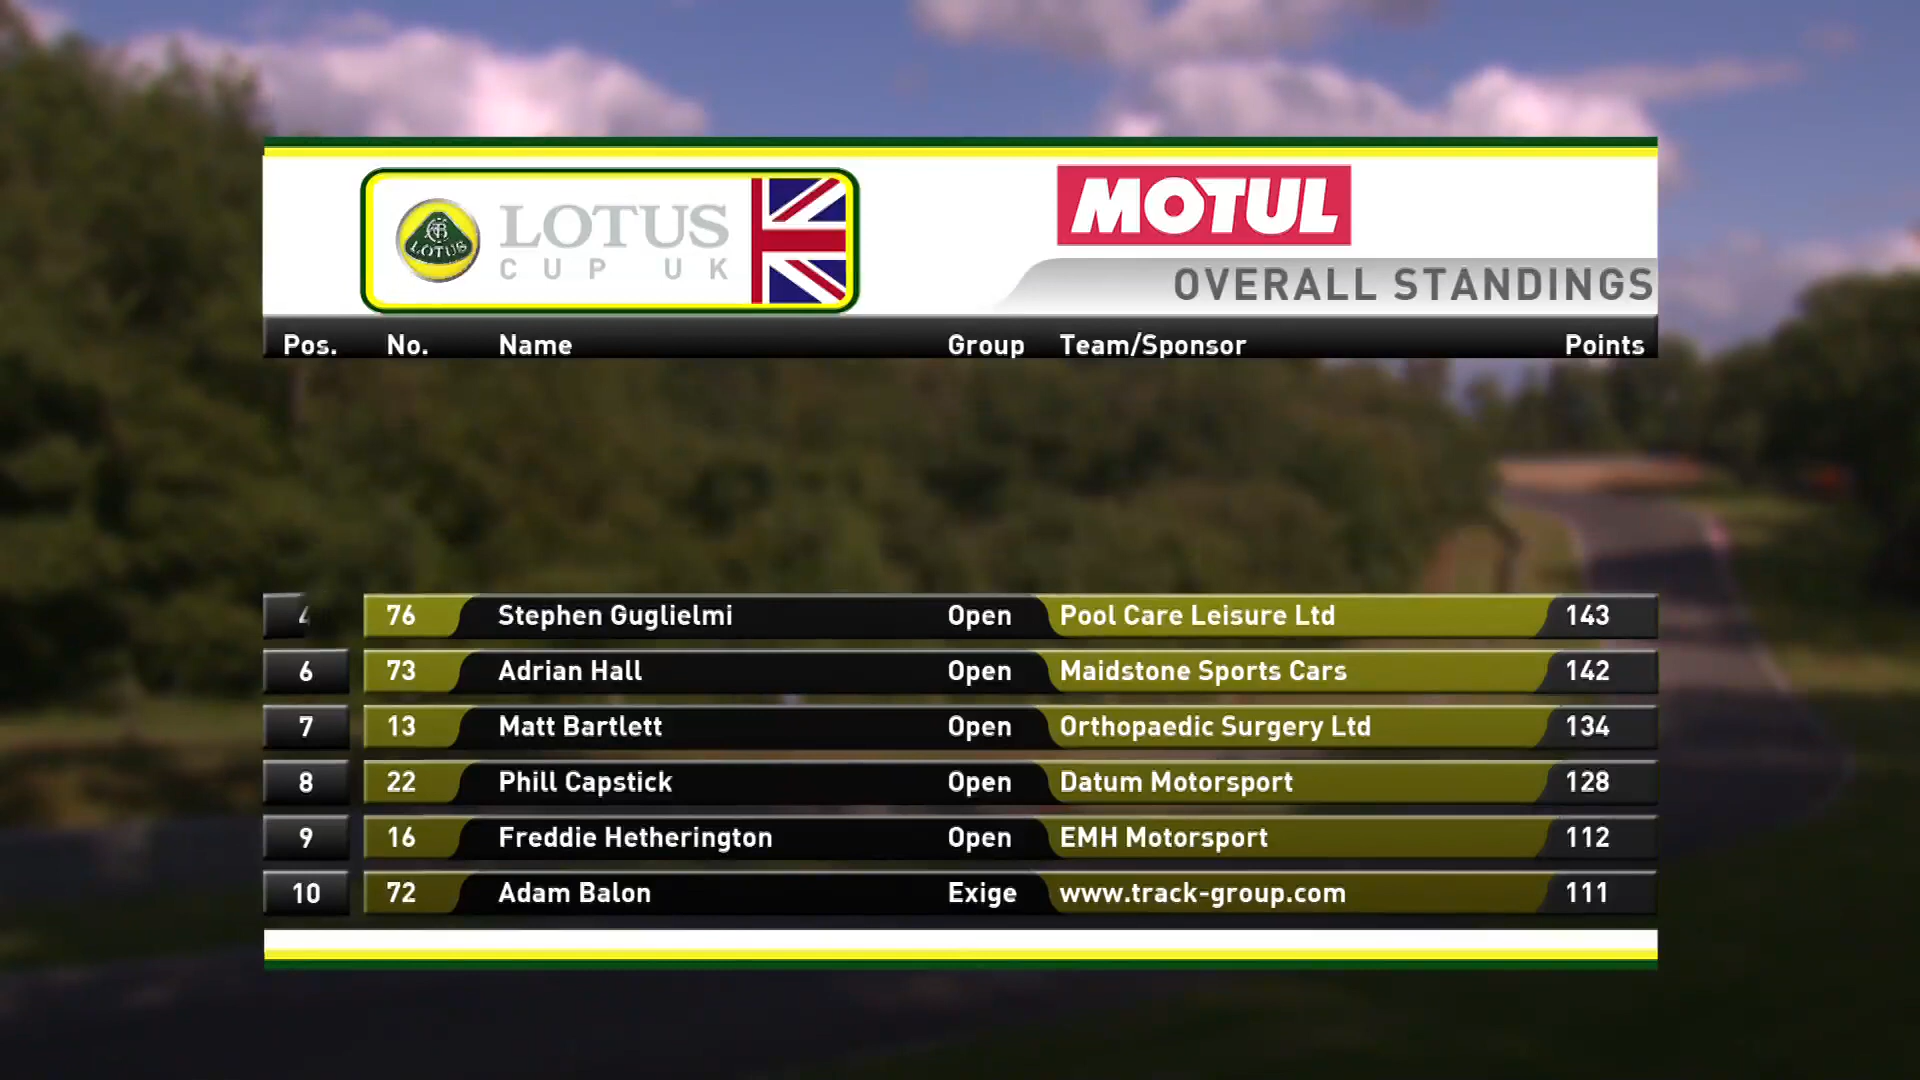 LOTUS
CUP UK
LOTUS
MOTUL
OVERALL STANDINGS
Pos. No. Name Group Team/Sponsor Points
4 76 Stephen Guglielmi Open Pool Care Leisure Ltd 143
6 73 Adrian Hall Open Maidstone Sports Cars 142
7 13 Matt Bartlett Open Orthopaedic Surgery Ltd 134
8 22 Phill Capstick Open Datum Motorsport 128
9 16 Freddie Hetherington Open EMH Motorsport 112
10 72 Adam Balon Exige www.track-group.com 111